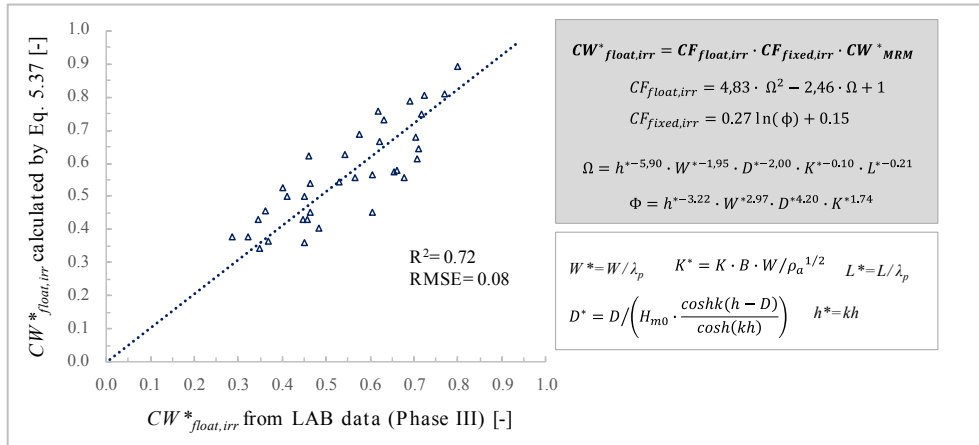 CW*float,irr calculated by Eq. 5.37 [-]
1.0
0.9
0.8
0.7
0.6
0.5
0.4
0.3
0.2
0.1
0.0
0.0 0.1 0.2 0.3 0.4 0.5 0.6 0.7 0.8 0.9 1.0
CW*float,irr from LAB data (Phase III) [-]
R²= 0.72
RMSE= 0.08
CW*float,irr = CFfloat,irr · CFfixed,irr · CW*MRM
CFfloat,irr = 4,83 · Ω² − 2,46 · Ω + 1
CFfixed,irr = 0.27 ln( ϕ) + 0.15
Ω = h*⁻⁵,⁹⁰ · W*⁻¹,⁹⁵ · D*⁻²,⁰⁰ · K*⁻⁰·¹⁰ · L*⁻⁰·²¹
Φ = h*⁻³·²² · W*²·⁹⁷ · D*⁴·²⁰ · K*¹·⁷⁴
W*=W/λp K* = K · B · W/ρa^1/2 L*=L/λp
D* = D/(Hm0 · coshk(h − D)/cosh(kh)) h*=kh